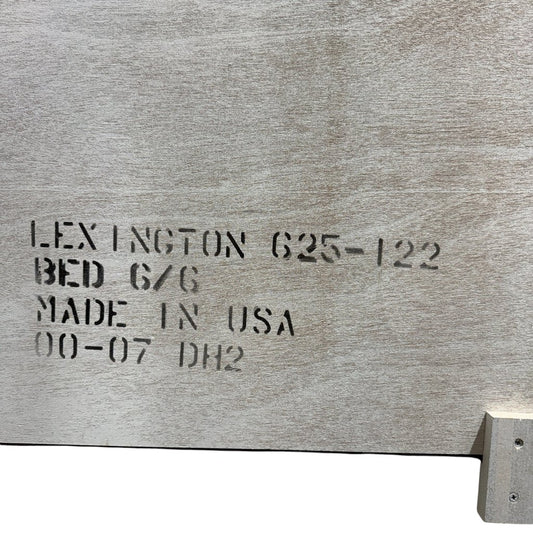 LEXINGTON 625-122
BED 6/6
MADE IN USA
00-07 DH2